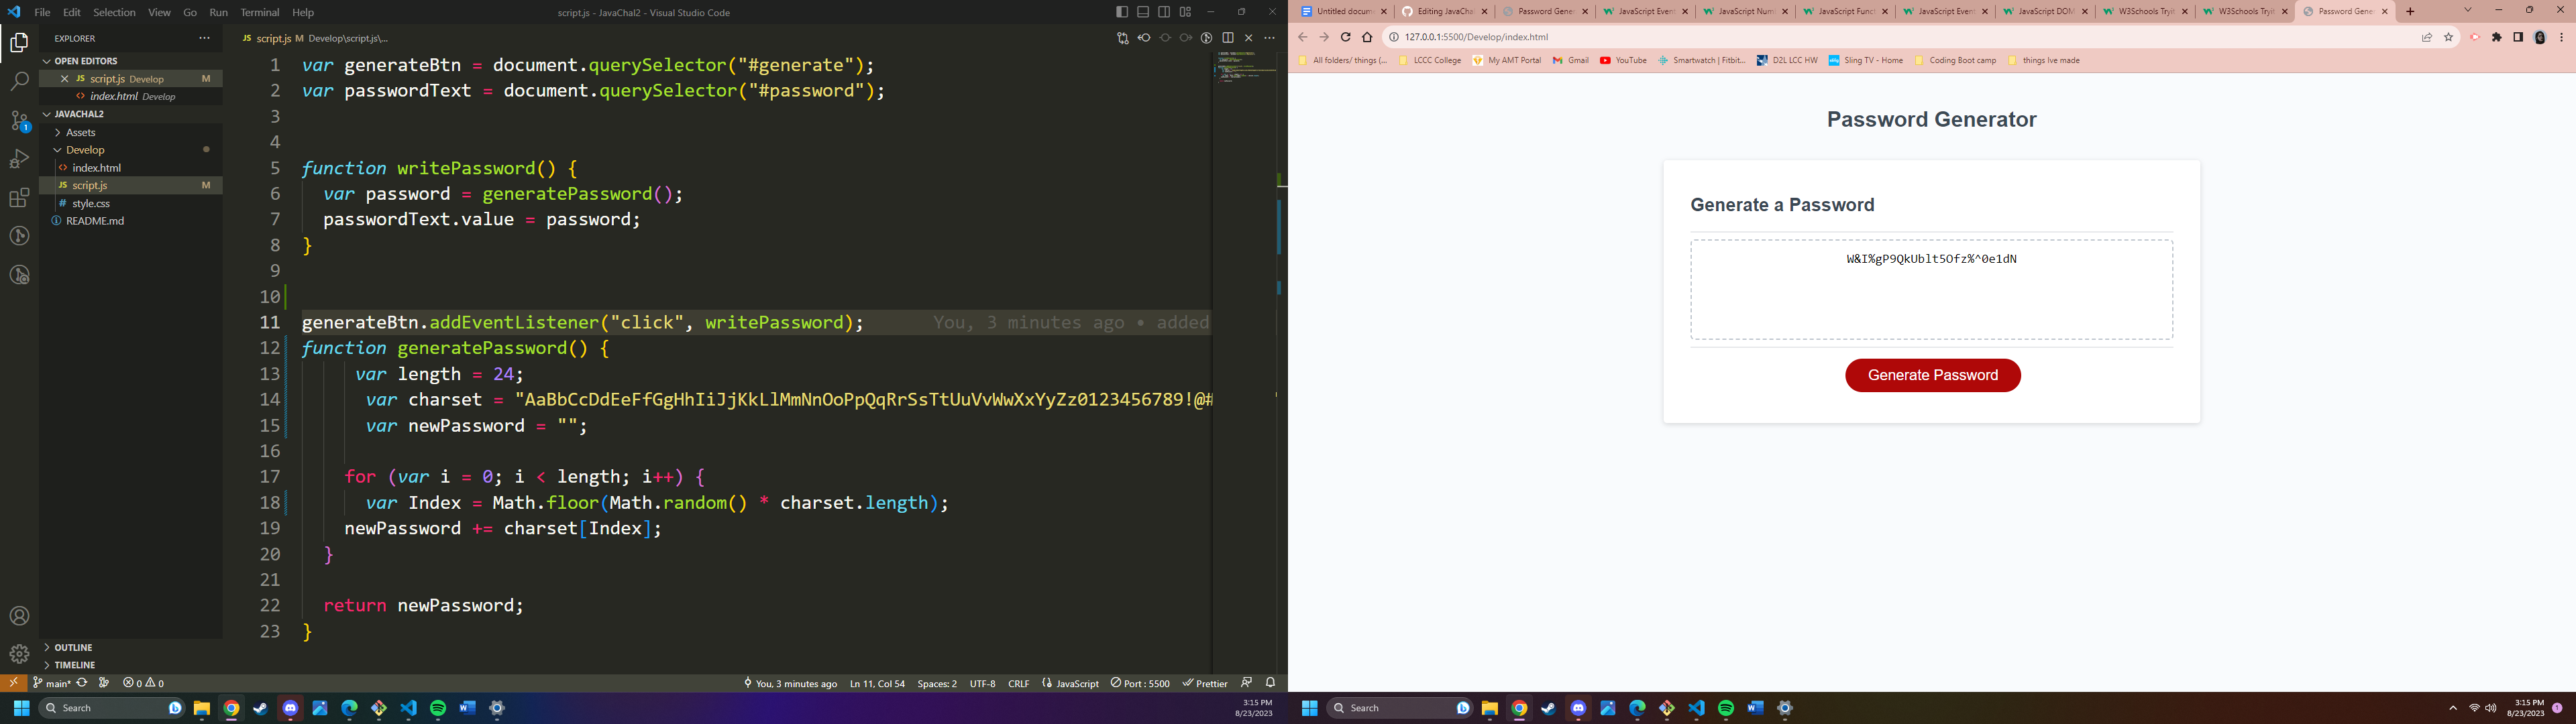 File Edit Selection View Go Run Terminal Help
script.js - JavaChal2 - Visual Studio Code
EXPLORER
OPEN EDITORS
JS script.js Develop M
index.html Develop
JAVACHAL2
Assets
Develop
index.html
JS script.js M
# style.css
README.md
OUTLINE
TIMELINE
1
JS script.js M Develop\script.js\...
1 var generateBtn = document.querySelector("#generate");
2 var passwordText = document.querySelector("#password");
3
4
5 function writePassword() {
6 var password = generatePassword();
7 passwordText.value = password;
8 }
9
10
11 generateBtn.addEventListener("click", writePassword); You, 3 minutes ago • added
12 function generatePassword() {
13 var length = 24;
14 var charset = "AaBbCcDdEeFfGgHhIiJjKkLlMmNnOoPpQqRrSsTtUuVvWwXxYyZz0123456789!@#
15 var newPassword = "";
16
17 for (var i = 0; i < length; i++) {
18 var Index = Math.floor(Math.random() * charset.length);
19 newPassword += charset[Index];
20 }
21
22 return newPassword;
23 }
main* 0 0 You, 3 minutes ago Ln 11, Col 54 Spaces: 2 UTF-8 CRLF JavaScript Port : 5500 Prettier
Search
3:15 PM
8/23/2023
Untitled docum Editing JavaCha Password Gene JavaScript Even JavaScript Num JavaScript Func JavaScript Even JavaScript DOM W3Schools Tryit W3Schools Tryit Password Gene
127.0.0.1:5500/Develop/index.html
All folders/ things (... LCCC College My AMT Portal Gmail YouTube Smartwatch | Fitbit... D2L LCC HW Sling TV - Home Coding Boot camp things Ive made
Password Generator
Generate a Password
W&I%gP9QkUblt5Ofz%^0e1dN
Generate Password
Search
3:15 PM
8/23/2023
1